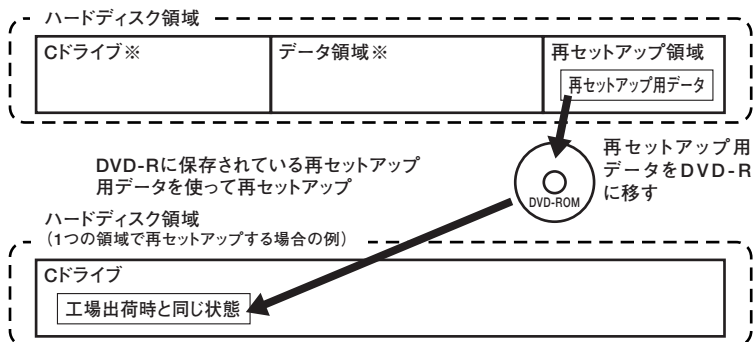 ハードディスク領域
Cドライブ※
データ領域※
再セットアップ領域
再セットアップ用データ
DVD-Rに保存されている再セットアップ
用データを使って再セットアップ
DVD-ROM
再セットアップ用
データをDVD-R
に移す
ハードディスク領域
（1つの領域で再セットアップする場合の例）
Cドライブ
工場出荷時と同じ状態